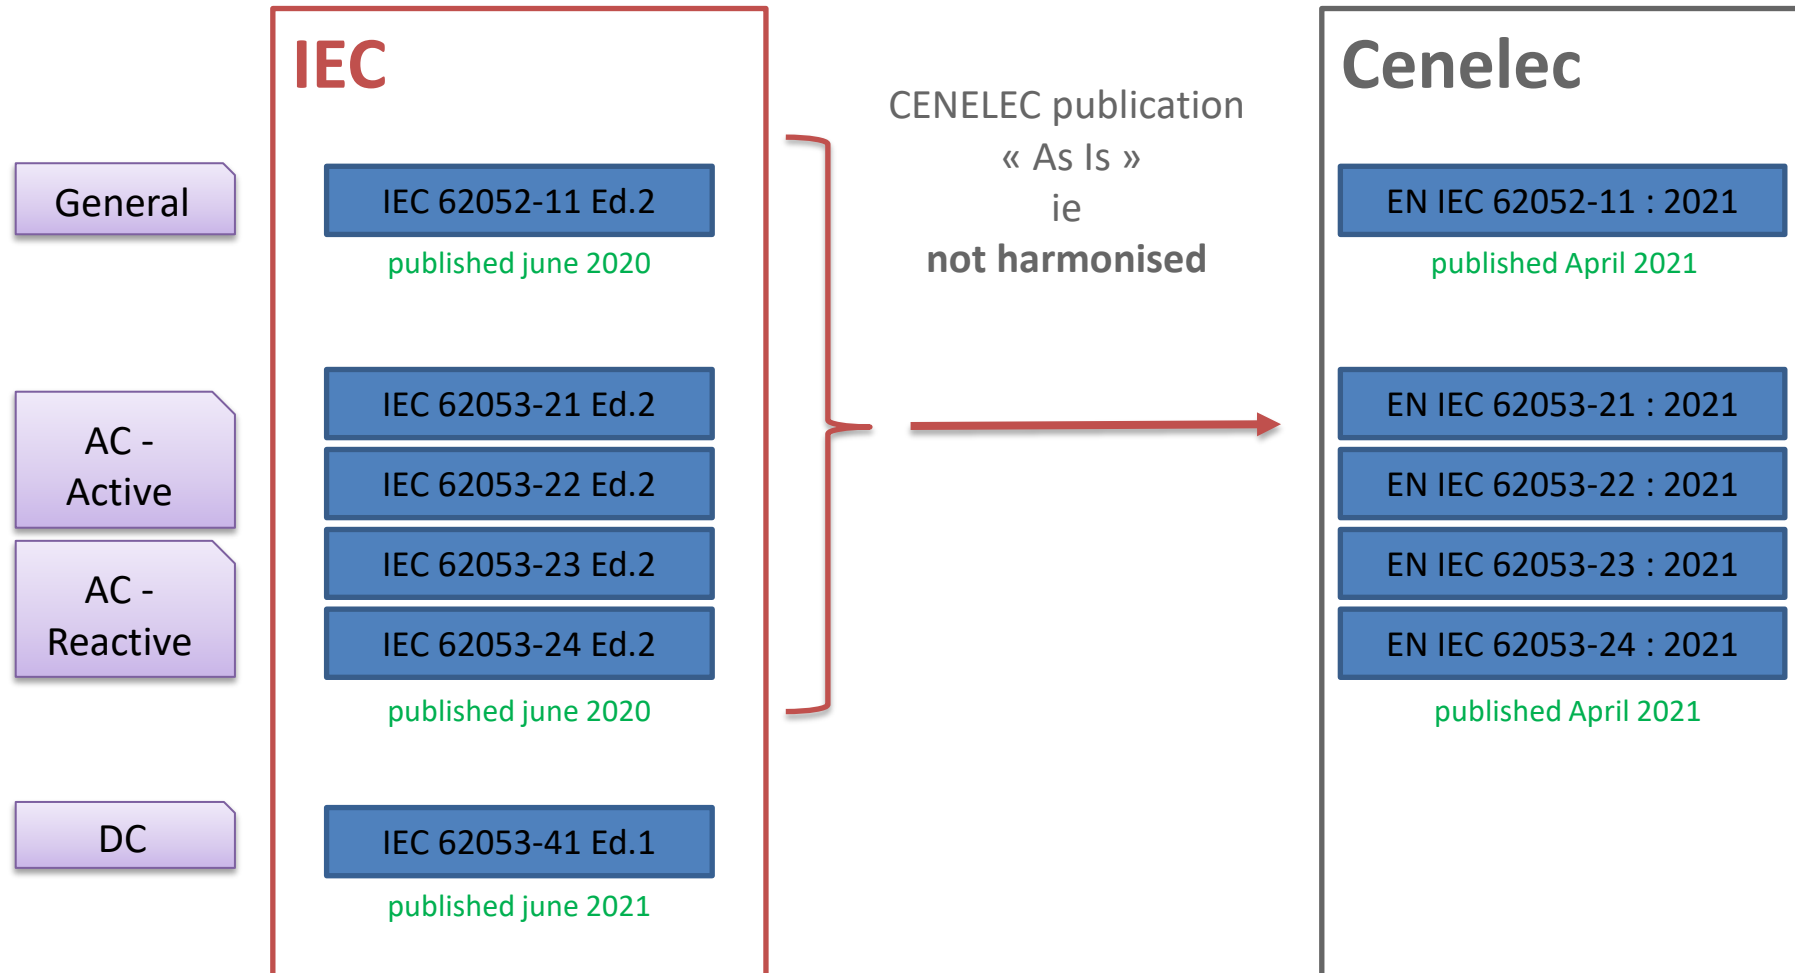 IEC
Cenelec
CENELEC publication
« As Is »
ie
not harmonised
General
IEC 62052-11 Ed.2
published june 2020
EN IEC 62052-11 : 2021
published April 2021
AC -
Active
IEC 62053-21 Ed.2
IEC 62053-22 Ed.2
EN IEC 62053-21 : 2021
EN IEC 62053-22 : 2021
AC -
Reactive
IEC 62053-23 Ed.2
IEC 62053-24 Ed.2
published june 2020
EN IEC 62053-23 : 2021
EN IEC 62053-24 : 2021
published April 2021
DC
IEC 62053-41 Ed.1
published june 2021